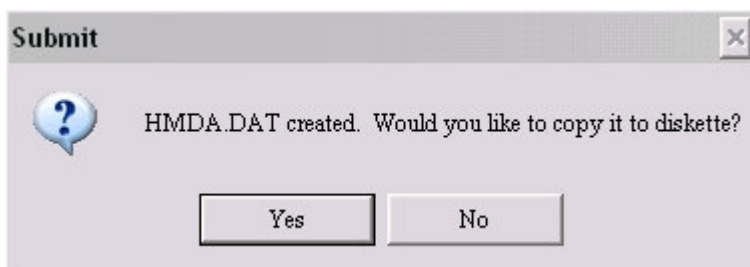 Submit
HMDA.DAT created.  Would you like to copy it to diskette?
Yes
No